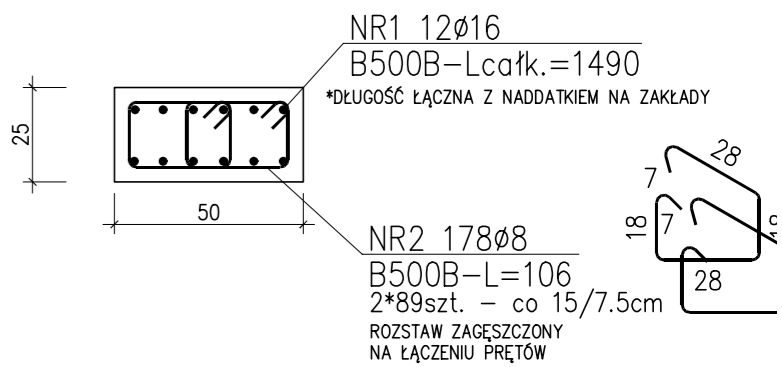 NR1 12ø16
B500B-Lcałk.=1490
*DŁUGOŚĆ ŁĄCZNA Z NADDATKIEM NA ZAKŁADY
25
50
NR2 178ø8
B500B-L=106
2*89szt. - co 15/7.5cm
ROZSTAW ZAGĘSZCZONY
NA ŁĄCZENIU PRĘTÓW
28
7
18
7
28